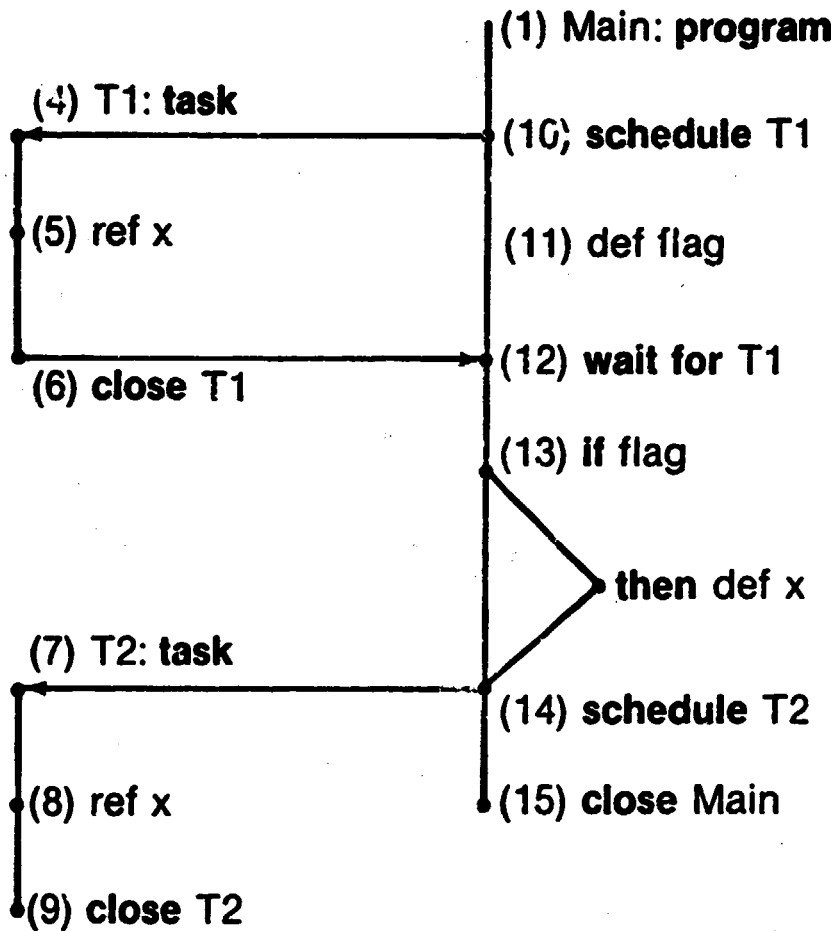 (1) Main: program
(4) T1: task
(10) schedule T1
(5) ref x
(11) def flag
(6) close T1
(12) wait for T1
(13) if flag
then def x
(7) T2: task
(14) schedule T2
(8) ref x
(15) close Main
(9) close T2